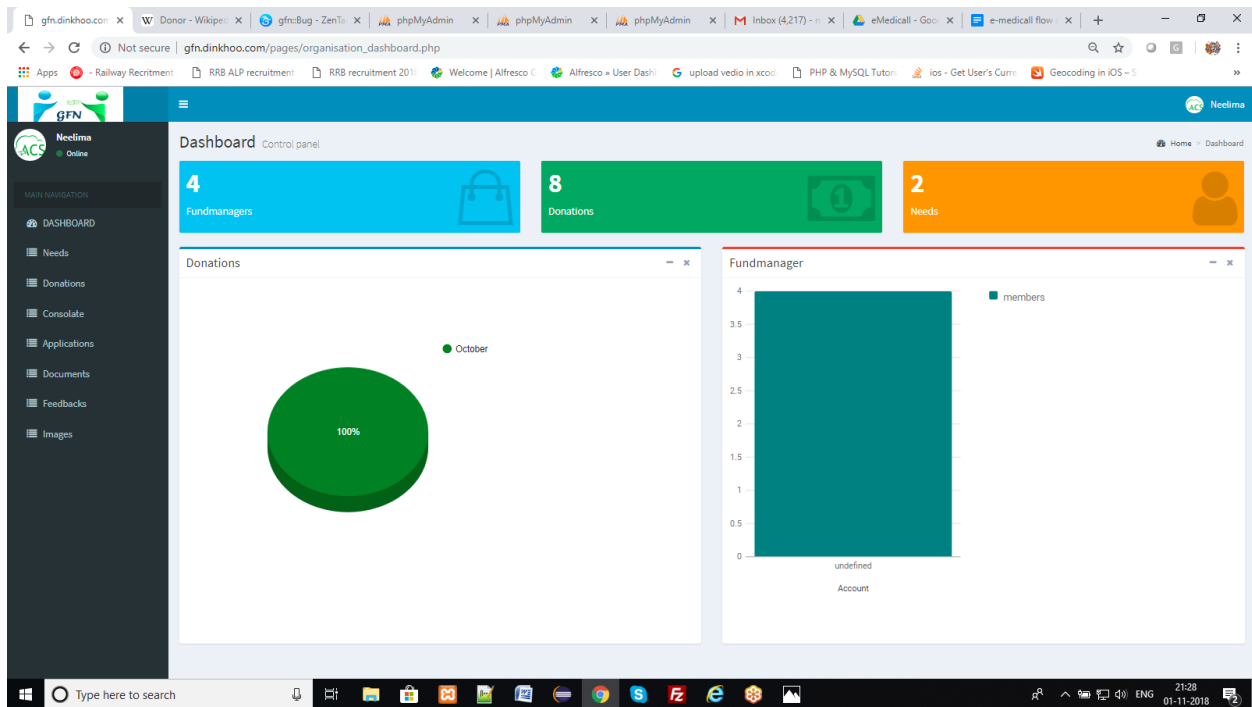 gfn.dinkhoo.com
Donor - Wikiped
gfn::Bug - ZenTa
phpMyAdmin
phpMyAdmin
phpMyAdmin
Inbox (4,217) - n
eMedicall - Goo
e-medicall flow
Not secure gfn.dinkhoo.com/pages/organisation_dashboard.php
Apps
- Railway Recritment
RRB ALP recruitment
RRB recruitment 201
Welcome | Alfresco
Alfresco » User Dash
upload vedio in xcod
PHP & MySQL Tutori
ios - Get User's Curre
Geocoding in iOS – S
GFN
Neelima
ACS
Neelima
Online
MAIN NAVIGATION
DASHBOARD
Needs
Donations
Consolate
Applications
Documents
Feedbacks
Images
Dashboard Control panel
Home > Dashboard
4
Fundmanagers
8
Donations
1
2
Needs
Donations
October
100%
Fundmanager
4
3.5
3
2.5
2
1.5
1
0.5
0
members
undefined
Account
Type here to search
ENG
21:28
01-11-2018
2